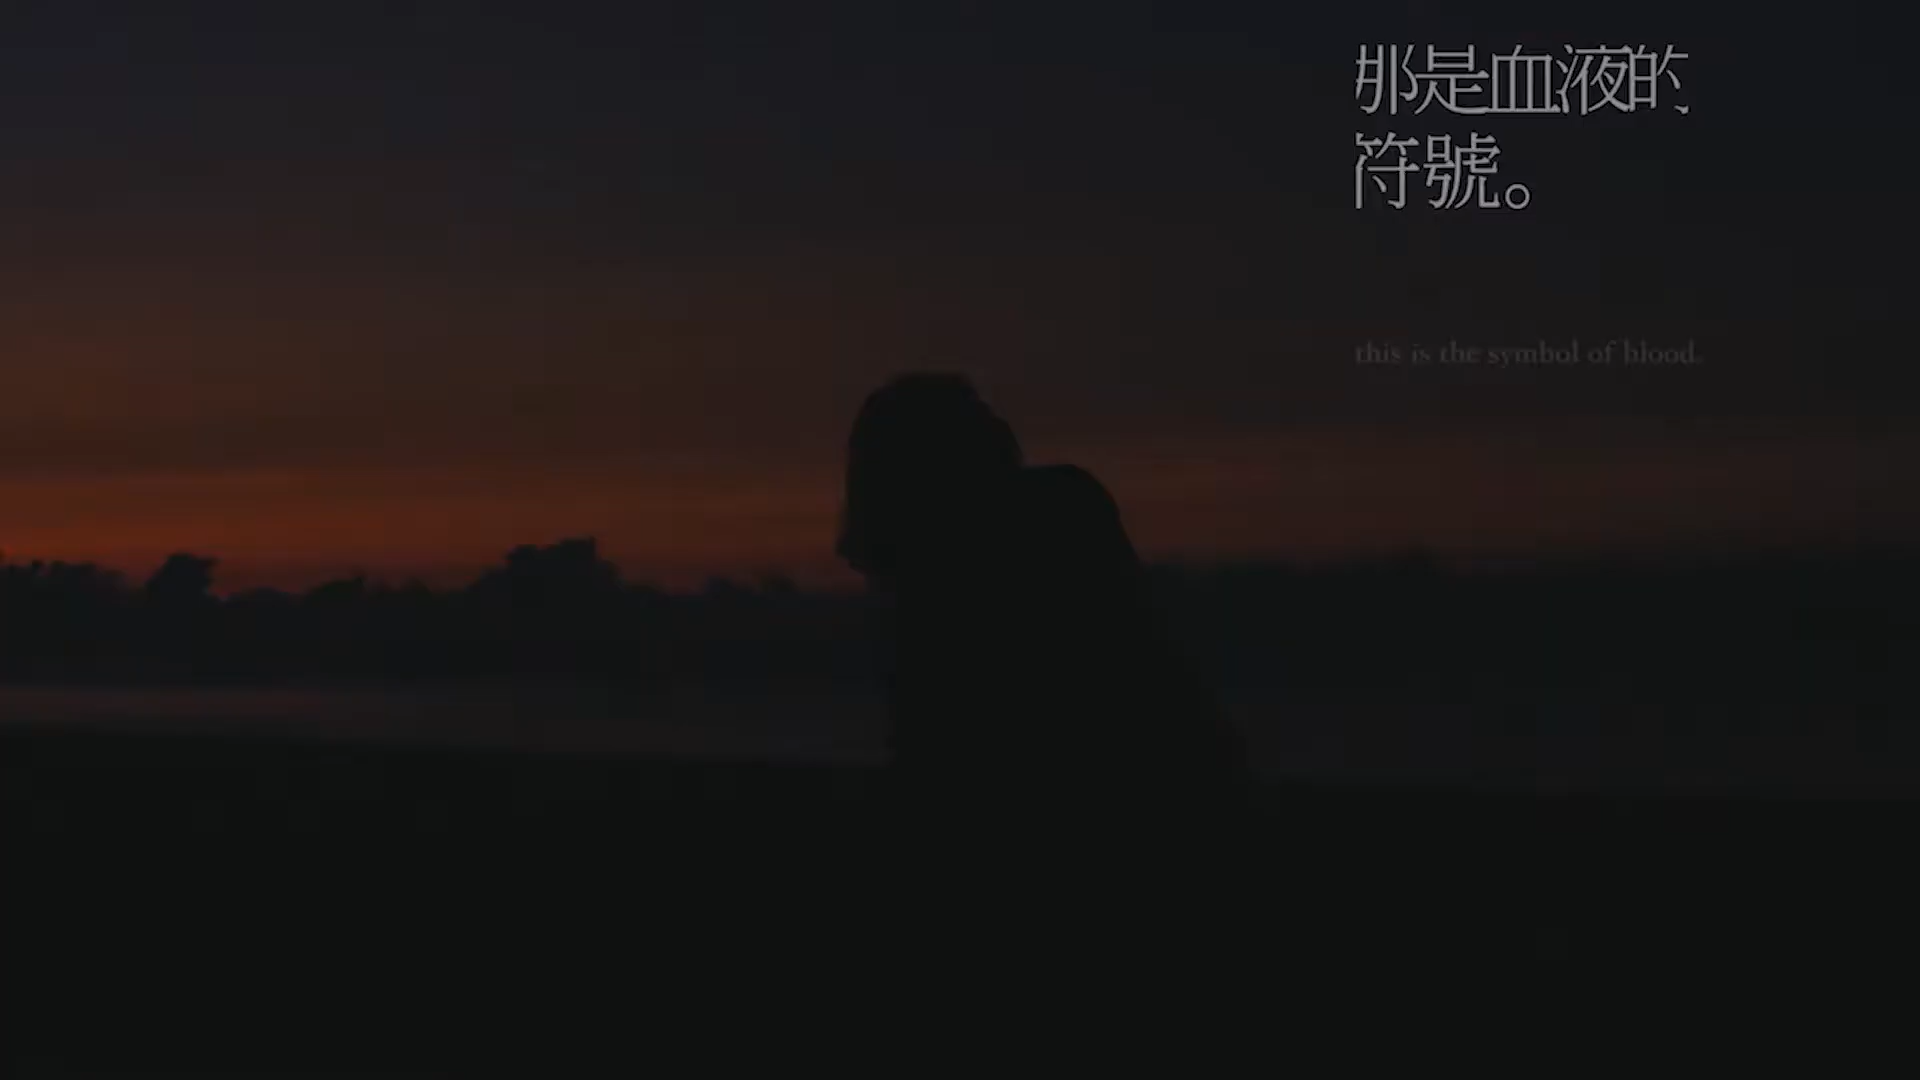 那是血液的
符號。
this is the symbol of blood.